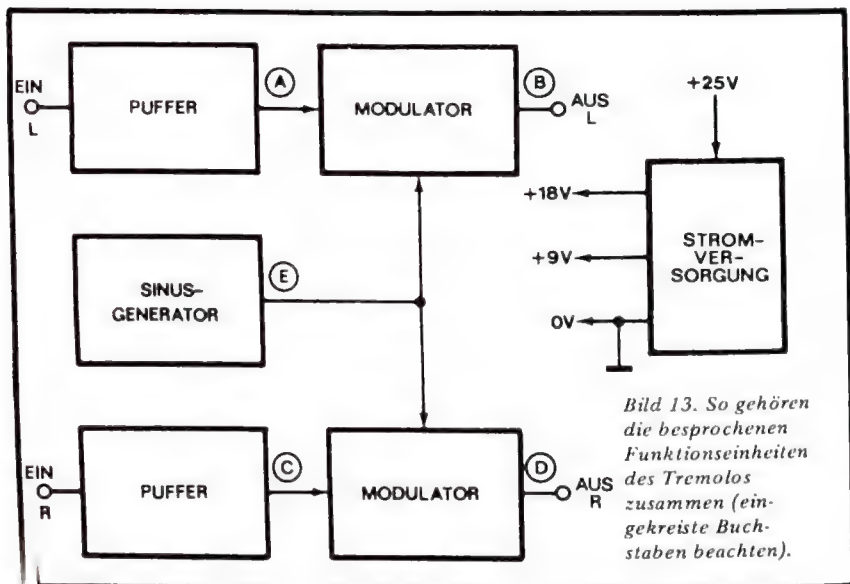 EIN
L
PUFFER
A
MODULATOR
B
AUS
L
+25V
+18V
+9V
0V
STROM-
VER-
SORGUNG
SINUS-
GENERATOR
E
EIN
R
PUFFER
C
MODULATOR
D
AUS
R
Bild 13. So gehören
die besprochenen
Funktionseinheiten
des Tremolos
zusammen (ein-
gekreiste Buch-
staben beachten).